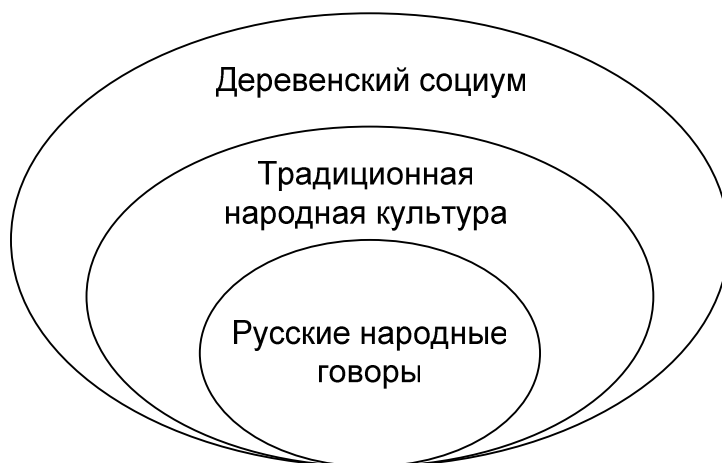 Деревенский социум
Традиционная
народная культура
Русские народные
говоры